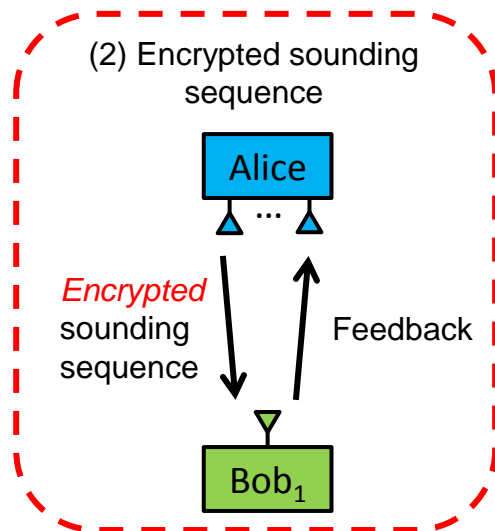 (2) Encrypted sounding
sequence
Alice
...
Encrypted
sounding
sequence
Feedback
Bob₁